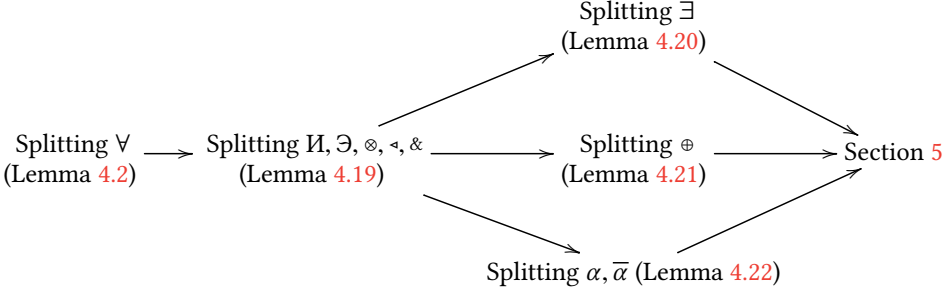 Splitting ∃
(Lemma 4.20)
Splitting ∀
(Lemma 4.2)
Splitting И, Э, ⊗, ◁, &
(Lemma 4.19)
Splitting ⊕
(Lemma 4.21)
Section 5
Splitting α, α̅ (Lemma 4.22)